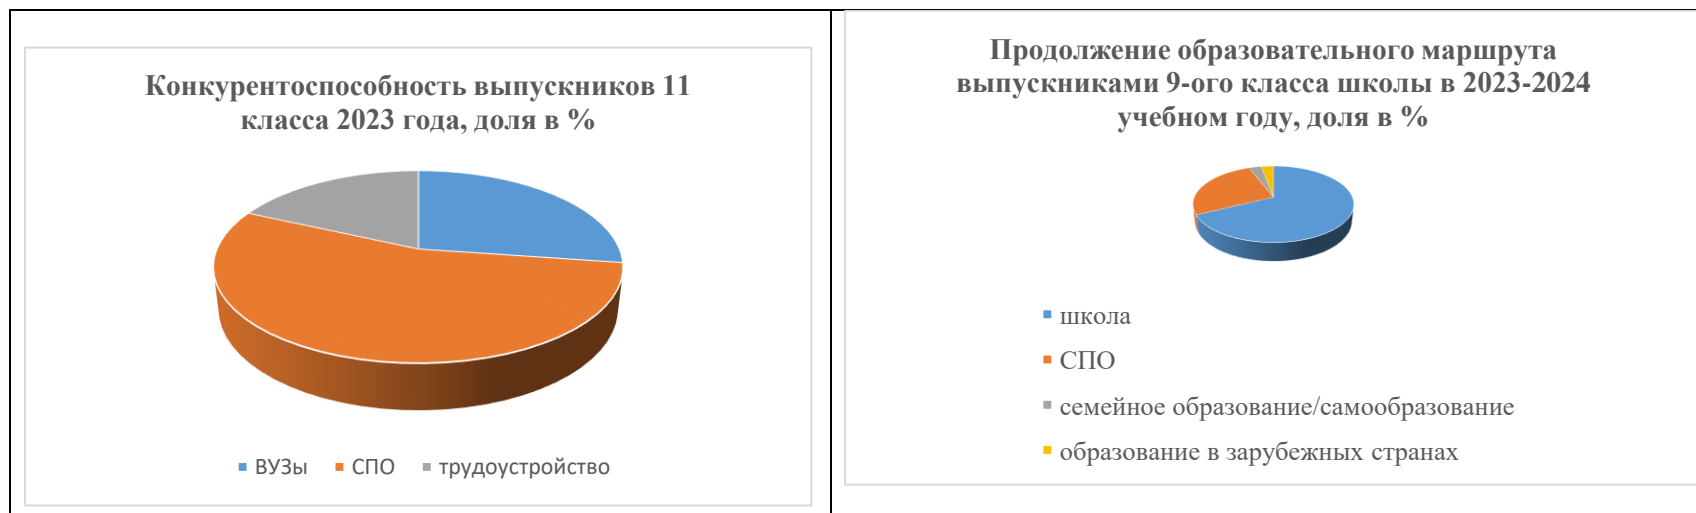 Конкурентоспособность выпускников 11
класса 2023 года, доля в %
ВУЗы
СПО
трудоустройство
Продолжение образовательного маршрута
выпускниками 9-ого класса школы в 2023-2024
учебном году, доля в %
школа
СПО
семейное образование/самообразование
образование в зарубежных странах